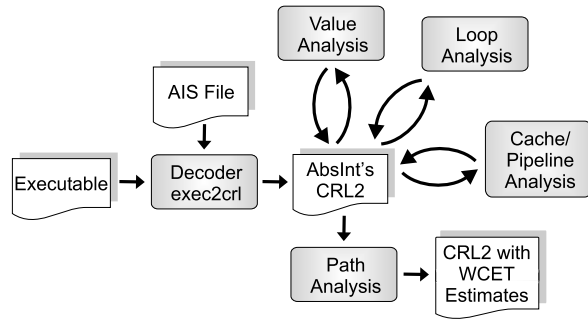 Value
Analysis
Loop
Analysis
AIS File
Cache/
Pipeline
Analysis
Executable
Decoder
exec2crl
AbsInt's
CRL2
Path
Analysis
CRL2 with
WCET
Estimates